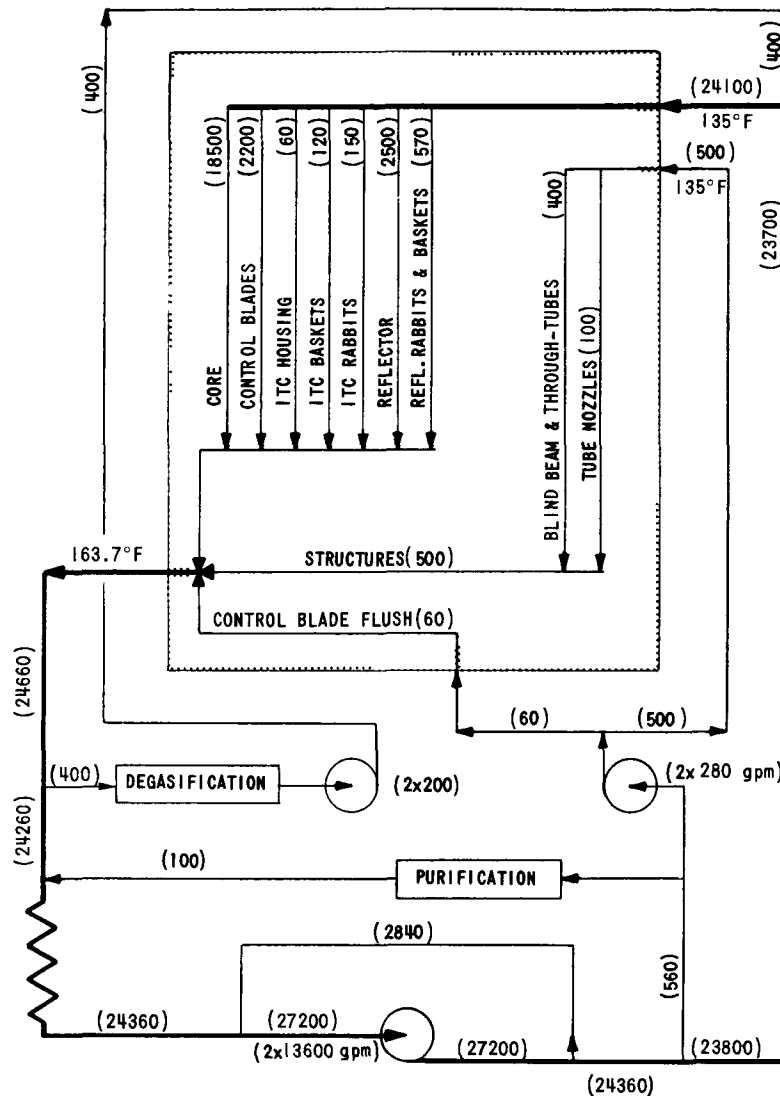 (400)
(400)
(24100)
135°F
(500)
135°F
(23700)
(18500)
(2200)
(60)
(120)
(150)
(2500)
(570)
(400)
CORE
CONTROL BLADES
ITC HOUSING
ITC BASKETS
ITC RABBITS
REFLECTOR
REFL. RABBITS & BASKETS
BLIND BEAM & THROUGH-TUBES
TUBE NOZZLES (100)
163.7°F
STRUCTURES (500)
CONTROL BLADE FLUSH (60)
(24660)
(60)
(500)
(400)
DEGASIFICATION
(2x200)
(2x 280 gpm)
(24260)
(100)
PURIFICATION
(2840)
(560)
(24360)
(27200)
(2x13600 gpm)
(27200)
(23800)
(24360)